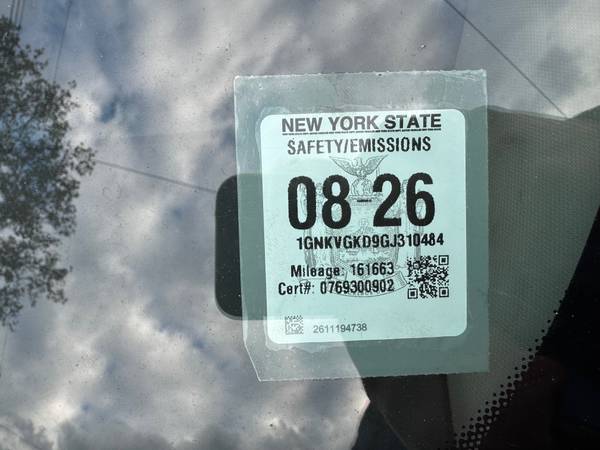 NEW YORK STATE
SAFETY/EMISSIONS
08-26
1GNKVGKD9GJ310484
Mileage: 161663
Cert#: 0769300902
2611194738